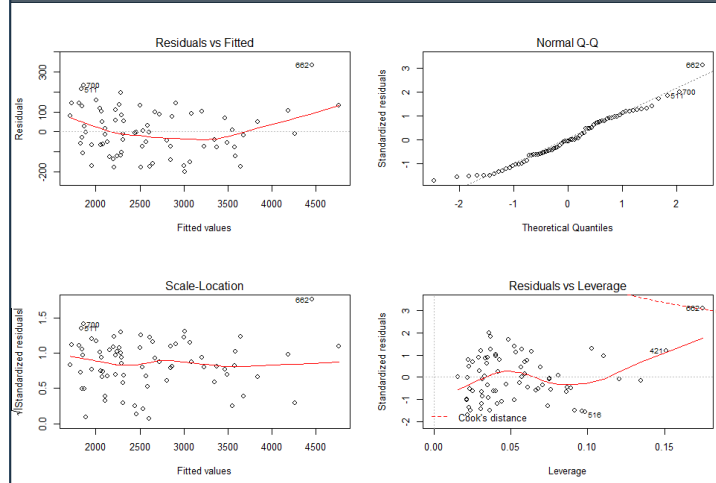 Residuals vs Fitted
Residuals
300
100
0
-200
662
700
511
2000 2500 3000 3500 4000 4500
Fitted values
Normal Q-Q
Standardized residuals
3
2
1
0
-1
662
700
511
-2 -1 0 1 2
Theoretical Quantiles
Scale-Location
√|Standardized residuals|
1.5
1.0
0.5
0.0
662
700
511
2000 2500 3000 3500 4000 4500
Fitted values
Residuals vs Leverage
Standardized residuals
3
2
1
0
-1
-2
662
421
516
Cook's distance
0.00 0.05 0.10 0.15
Leverage